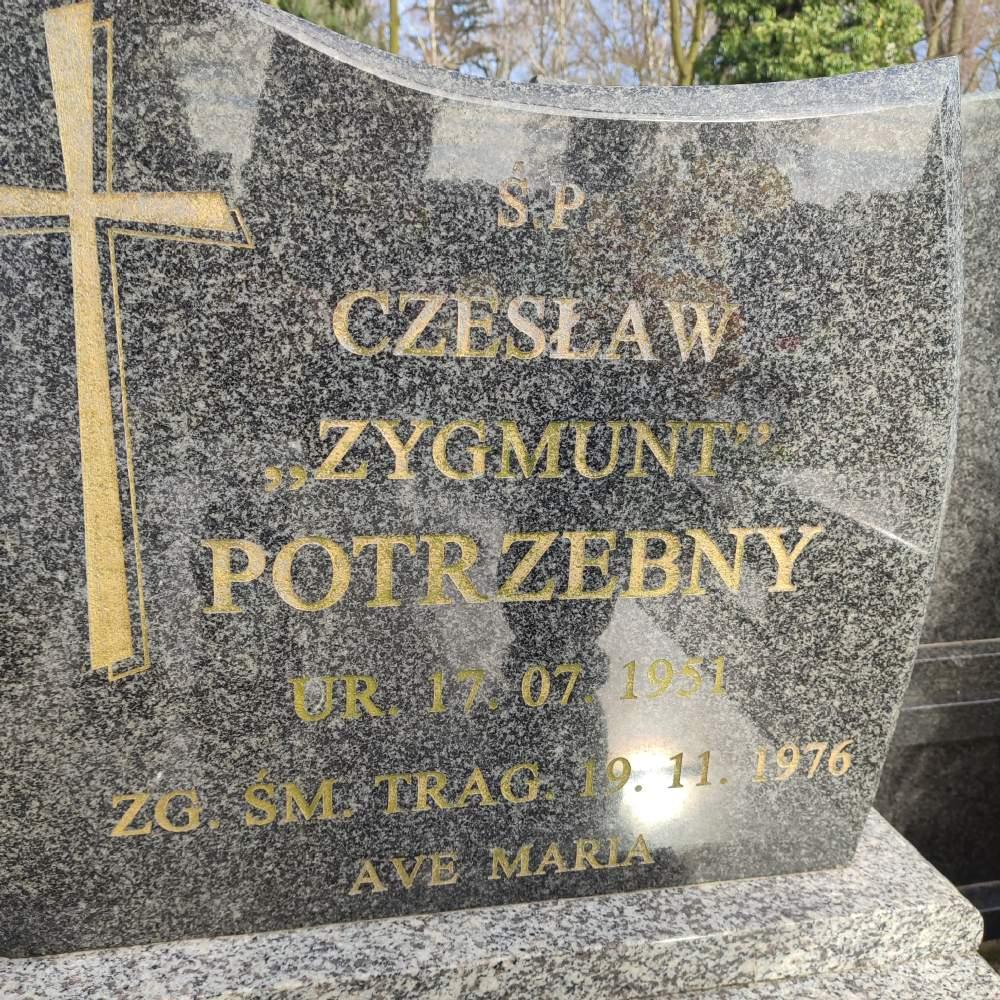 Ś.P.
CZESŁAW
„ZYGMUNT”
POTRZEBNY
UR. 17. 07. 1951
ZG. ŚM. TRAG. 19. 11. 1976
AVE MARIA